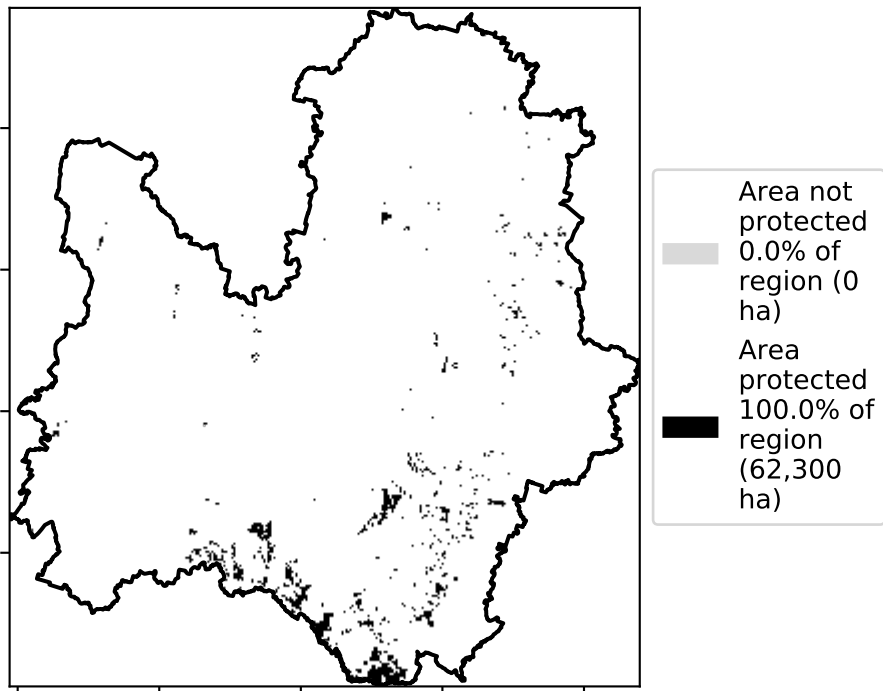 Area not
protected
0.0% of
region (0
ha)
Area
protected
100.0% of
region
(62,300
ha)